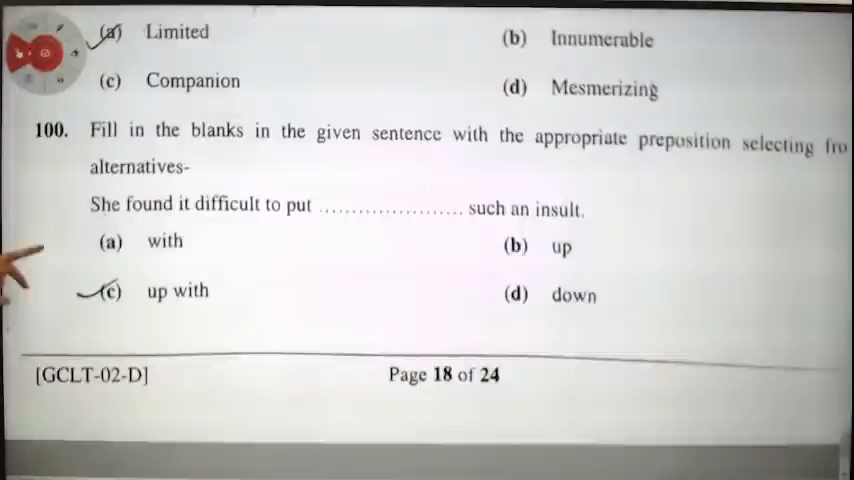 (a) Limited (b) Innumerable
(c) Companion (d) Mesmerizing
100. Fill in the blanks in the given sentence with the appropriate preposition selecting fro
alternatives-
She found it difficult to put ...................... such an insult.
(a) with (b) up
(c) up with (d) down
[GCLT-02-D] Page 18 of 24